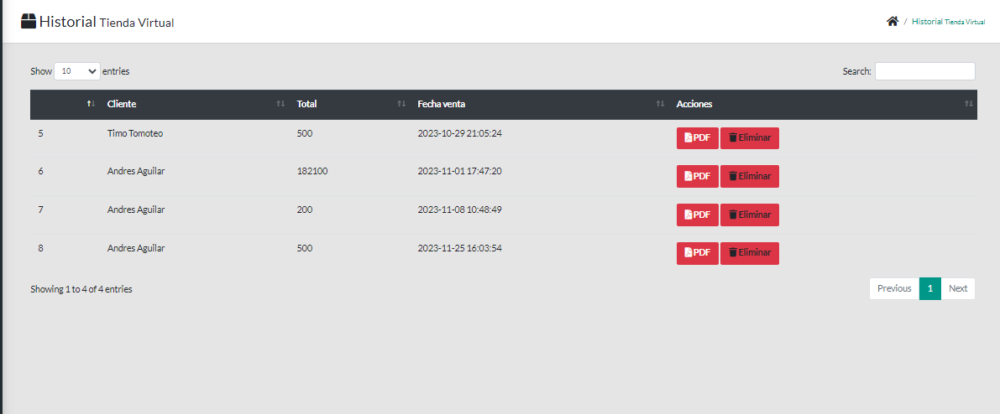 Historial Tienda Virtual
/ Historial Tienda Virtual
Show 10 entries
Search:
Cliente Total Fecha venta Acciones
5 Timo Tomoteo 500 2023-10-29 21:05:24 PDF Eliminar
6 Andres Aguilar 182100 2023-11-01 17:47:20 PDF Eliminar
7 Andres Aguilar 200 2023-11-08 10:48:49 PDF Eliminar
8 Andres Aguilar 500 2023-11-25 16:03:54 PDF Eliminar
Showing 1 to 4 of 4 entries
Previous 1 Next